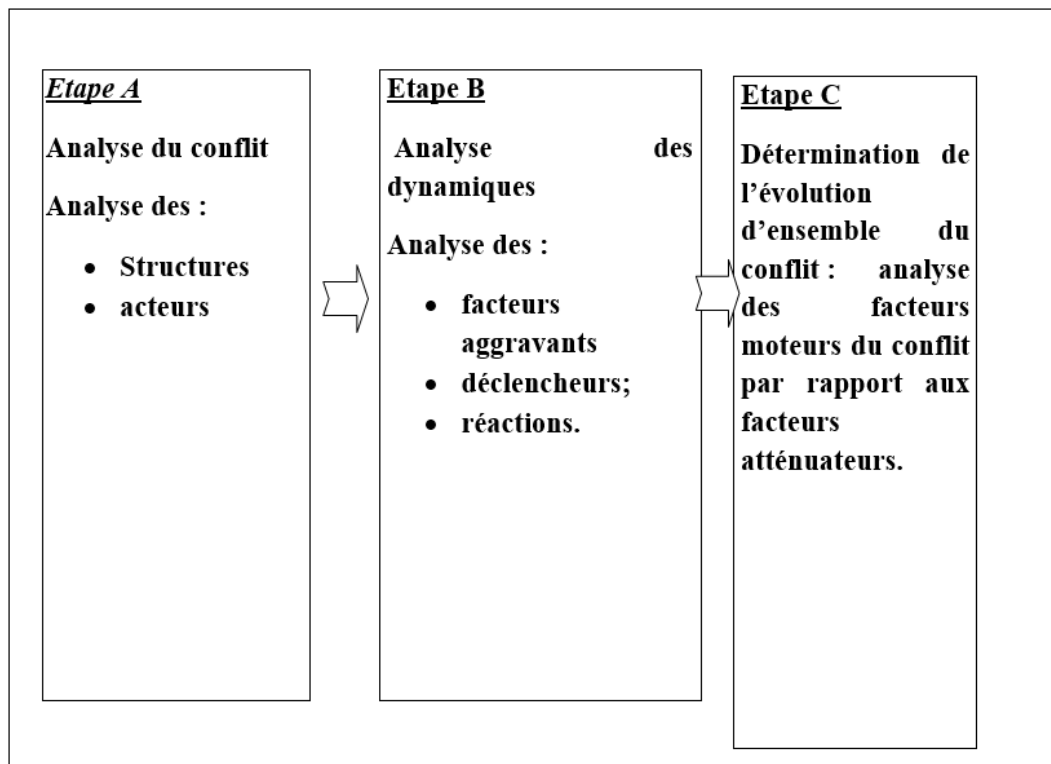 Etape A
Analyse du conflit
Analyse des :
• Structures
• acteurs
Etape B
Analyse des
dynamiques
Analyse des :
• facteurs
aggravants
• déclencheurs;
• réactions.
Etape C
Détermination de
l’évolution
d’ensemble du
conflit : analyse
des facteurs
moteurs du conflit
par rapport aux
facteurs
atténuateurs.